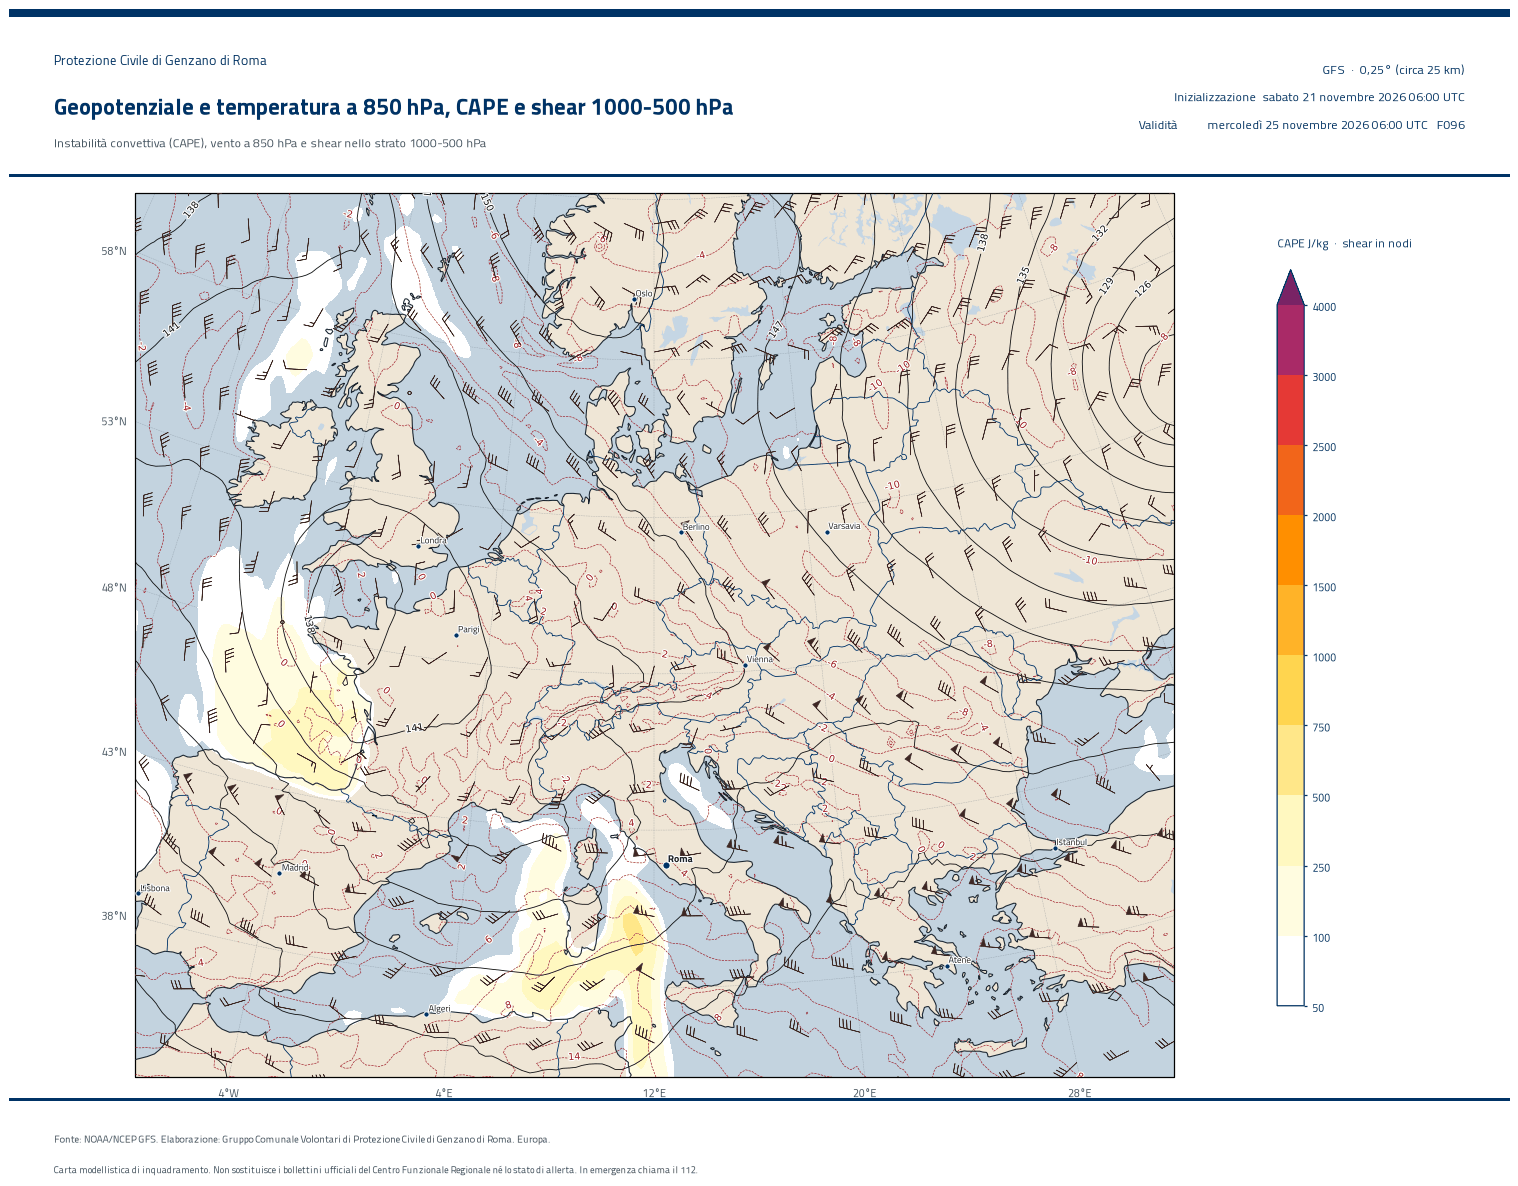 Protezione Civile di Genzano di Roma
Geopotenziale e temperatura a 850 hPa, CAPE e shear 1000-500 hPa
Instabilità convettiva (CAPE), vento a 850 hPa e shear nello strato 1000-500 hPa
GFS · 0,25° (circa 25 km)
Inizializzazione sabato 21 novembre 2026 06:00 UTC
Validità mercoledì 25 novembre 2026 06:00 UTC F096
CAPE J/kg · shear in nodi
4000
3000
2500
2000
1500
1000
750
500
250
100
50
58°N
53°N
48°N
43°N
38°N
4°W
4°E
12°E
20°E
28°E
138
150
141
147
138
135
132
129
126
138
141
Oslo
Londra
Berlino
Varsavia
Parigi
Vienna
Madrid
Lisbona
Roma
Istanbul
Atene
Algeri
Fonte: NOAA/NCEP GFS. Elaborazione: Gruppo Comunale Volontari di Protezione Civile di Genzano di Roma. Europa.
Carta modellistica di inquadramento. Non sostituisce i bollettini ufficiali del Centro Funzionale Regionale né lo stato di allerta. In emergenza chiama il 112.